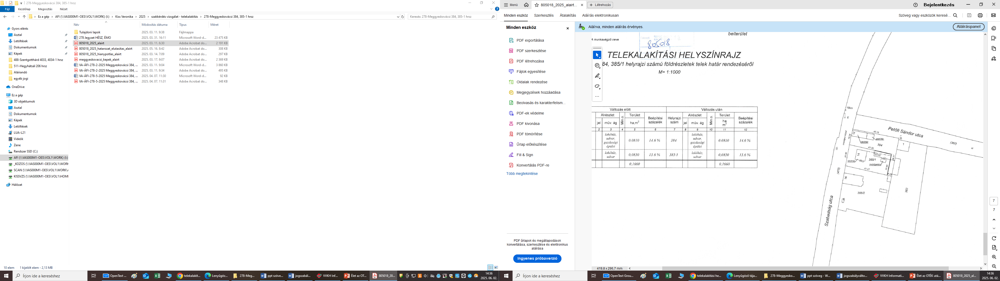 278-Meggyeskovácsi 384, 385-1 hrsz
Fájl Kezdőlap Megosztás Nézet
Ez a gép > AFI (\\VAS000M1-OES\VOL1\WORK) (I:) > Kiss Veronika > 2025 > szakkérdés vizsgálat - telekalakítás > 278-Meggyeskovácsi 384, 385-1 hrsz
Keresés: 278-Meggyeskovácsi 384, 385-1 hrsz
Gyors elérés
Asztal
Letöltések
Dokumentumok
Képek
488-Szentgotthárd 4033, 4034-1 hrsz
511-Hegyhátsál 206 hrsz
Aláírandó
egyéb jogi
OneDrive
Ez a gép
3D objektumok
Asztal
Dokumentumok
Képek
Letöltések
LUA-L21
Videók
Zene
Rendszer SSD (C:)
AFI (\\VAS000M1-OES\VOL1\WORK) (I:)
_KOZOS (\\VAS000M1-OES\VOL1\WORK
SCAN (\\VAS000M1-OES\VOL1\WORK\A
KISSVZS (\\VAS000M1-OES\VOL1\HOMI
Hálózat
Név Módosítás dátuma Típus Méret
Tulajdoni lapok 2025. 03. 11. 9:38 Fájlmappa
278 Jegyzet HÉSZ, ÉMO 2025. 03. 31. 16:11 Microsoft Word-d... 23 475 KB
805018_2025_alairt 2025. 03. 11. 6:30 Adobe Acrobat do... 2 191 KB
805018_2025_hatarozat_elutasitas_alairt 2025. 05. 16. 8:42 Adobe Acrobat do... 308 KB
805018_2025_hianypotlas_alairt 2025. 03. 14. 7:09 Adobe Acrobat do... 297 KB
meggyeskovacsi_kepek_alairt 2025. 03. 17. 9:07 Adobe Acrobat do... 2 369 KB
VA-ÁFI-278-2-2025 Meggyeskovácsi 384, ... 2025. 03. 11. 9:04 Microsoft Word-d... 3 860 KB
VA-ÁFI-278-2-2025 Meggyeskovácsi 384, ... 2025. 03. 11. 9:34 Adobe Acrobat do... 495 KB
VA-ÁFI-278-5-2025 Meggyeskovácsi 384, ... 2025. 04. 07. 11:30 Microsoft Word-d... 92 KB
VA-ÁFI-278-5-2025 Meggyeskovácsi 384, ... 2025. 04. 07. 11:31 Adobe Acrobat do... 348 KB
10 elem 1 kijelölt elem - 2,13 MB
Menü 805018_2025_alairt... Létrehozás Bejelentkezés
Minden eszköz Szerkesztés Átalakítás Aláírás elektronikusan Szöveg vagy eszközök keresé...
Minden eszköz
PDF exportálása
PDF szerkesztése
PDF létrehozása
Fájlok egyesítése
Oldalak rendezése
Megjegyzések hozzáadása
Beolvasás és karakterfelism...
PDF-ek védelme
PDF kivonása
PDF tömörítése
Űrlap előkészítése
Fill & Sign
Konvertálás PDF-re
Több megtekintése
PDF űrlapok és megállapodások
konvertálása, szerkesztése és elektronikus
aláírása
Ingyenes próbaverzió
Aláírva, minden aláírás érvényes.
Aláíráspanel
A munkavégző neve
belterület
805018
TELEKALAKÍTÁSI HELYSZÍNRAJZ
84, 385/1 helyrajzi számú földrészletek telek határ rendezéséről
M= 1:1000
Változás előtt Változás után
Alrészlet Min.o. Terület Beépítési százalék Helyrajzi szám Alrészlet Min.o. Terület Beépítési százalék
jel műv. ág ha,m² jel műv. ág ha m²
2 3 4 5 6 7 8 9 10 11 12
lakóház, udvar, gazdasági épület 0.0810 14.6 % 384 lakóház, udvar, gazdasági épület 0.0810 14.6 %
lakóház, udvar 0,0850 13.6 % 385/1 lakóház, udvar 0,0850 13.6 %
0,1660 0,1660
15km
Petőfi Sándor utca
(360)
12
45.16
lakóház
gazd.ép.
384
1
41.60
20.80
14
385/1
lakóház
mobilgarázs
41.27
20.80
(475)
16
385/2
383
Szabadság utca
7
7
419,8 x 296,7 mm
Írjon ide a kereséshez
OpenText ... telekalakít... Lenyűgöz... 278-Meg... ppt szöve... jogszabál... VVKH Inf... Élet az OT... 805018_20...
14:36
2025. 06. 02.
Írjon ide a kereséshez
OpenText Grou... telekalakítási he... Lenyűgöző tája... 278-Meggyesko... ppt szöveg - W... jogszabályválto... VVKH Informati... Élet az OTÉK utá... 805018_2025_al...
14:36
2025. 06. 02.